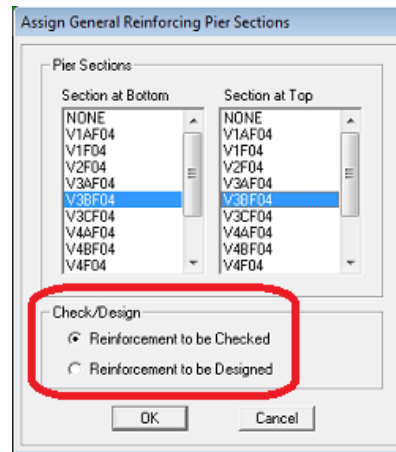 Assign General Reinforcing Pier Sections
Pier Sections
Section at Bottom Section at Top
NONE NONE
V1AF04 V1AF04
V1F04 V1F04
V2F04 V2F04
V3AF04 V3AF04
V3BF04 V3BF04
V3CF04 V3CF04
V4AF04 V4AF04
V4BF04 V4BF04
V4F04 V4F04
Check/Design
Reinforcement to be Checked
Reinforcement to be Designed
OK Cancel